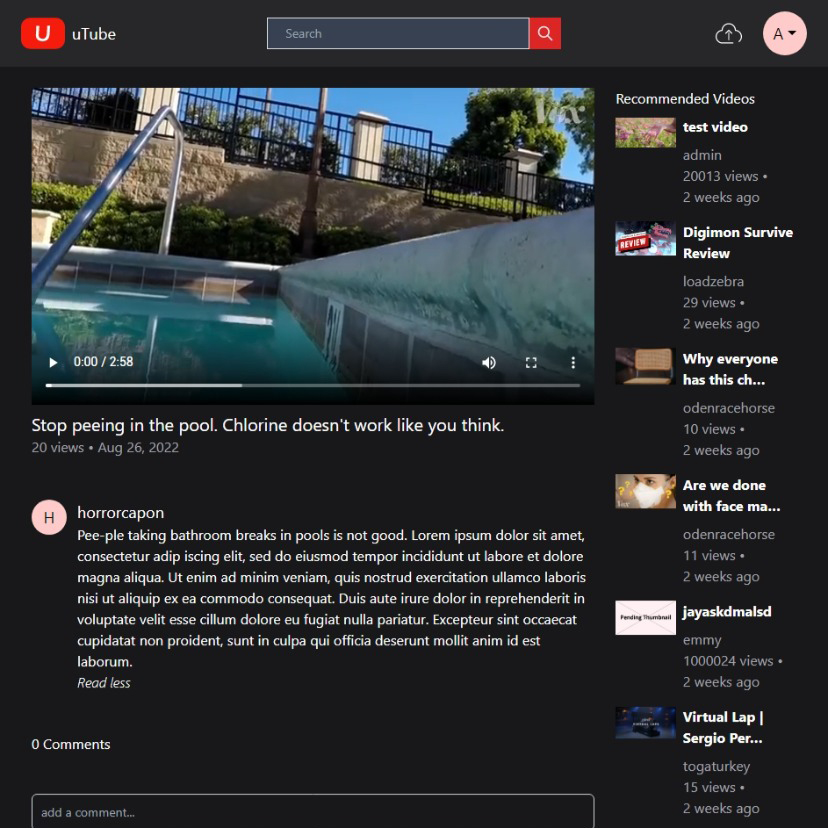 U uTube
Search
A
Vox
0:00 / 2:58
Stop peeing in the pool. Chlorine doesn't work like you think.
20 views • Aug 26, 2022
H
horrorcapon
Pee-ple taking bathroom breaks in pools is not good. Lorem ipsum dolor sit amet,
consectetur adip iscing elit, sed do eiusmod tempor incididunt ut labore et dolore
magna aliqua. Ut enim ad minim veniam, quis nostrud exercitation ullamco laboris
nisi ut aliquip ex ea commodo consequat. Duis aute irure dolor in reprehenderit in
voluptate velit esse cillum dolore eu fugiat nulla pariatur. Excepteur sint occaecat
cupidatat non proident, sunt in culpa qui officia deserunt mollit anim id est
laborum.
Read less
0 Comments
add a comment...
Recommended Videos
test video
admin
20013 views •
2 weeks ago
REVIEW
Digimon Survive
Review
loadzebra
29 views •
2 weeks ago
Why everyone
has this ch...
odenracehorse
10 views •
2 weeks ago
Vox
Are we done
with face ma...
odenracehorse
11 views •
2 weeks ago
Pending Thumbnail
jayaskdmalsd
emmy
1000024 views •
2 weeks ago
Virtual Lap |
Sergio Per...
togaturkey
15 views •
2 weeks ago